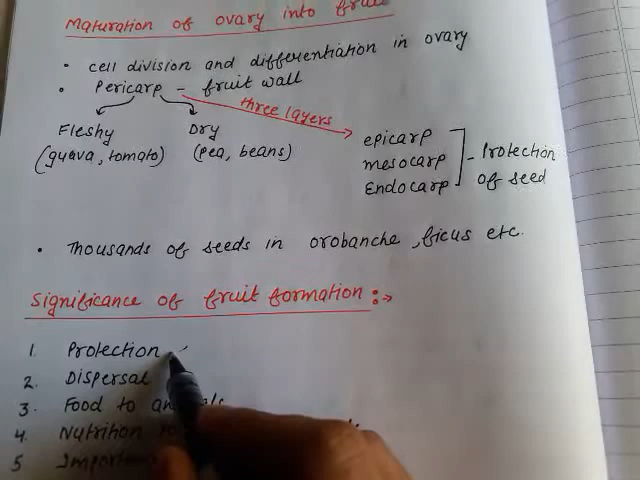 Maturation of ovary into fruit
• cell division and differentiation in ovary
• Pericarp - fruit wall
three layers
Fleshy Dry
(guava, tomato) (pea, beans)
epicarp
mesocarp
Endocarp
- Protection
of seed
• Thousands of seeds in orobanche, ficus etc.
Significance of fruit formation :→
1. Protection
2. Dispersal
3. Food to animals
4. Nutrition
5